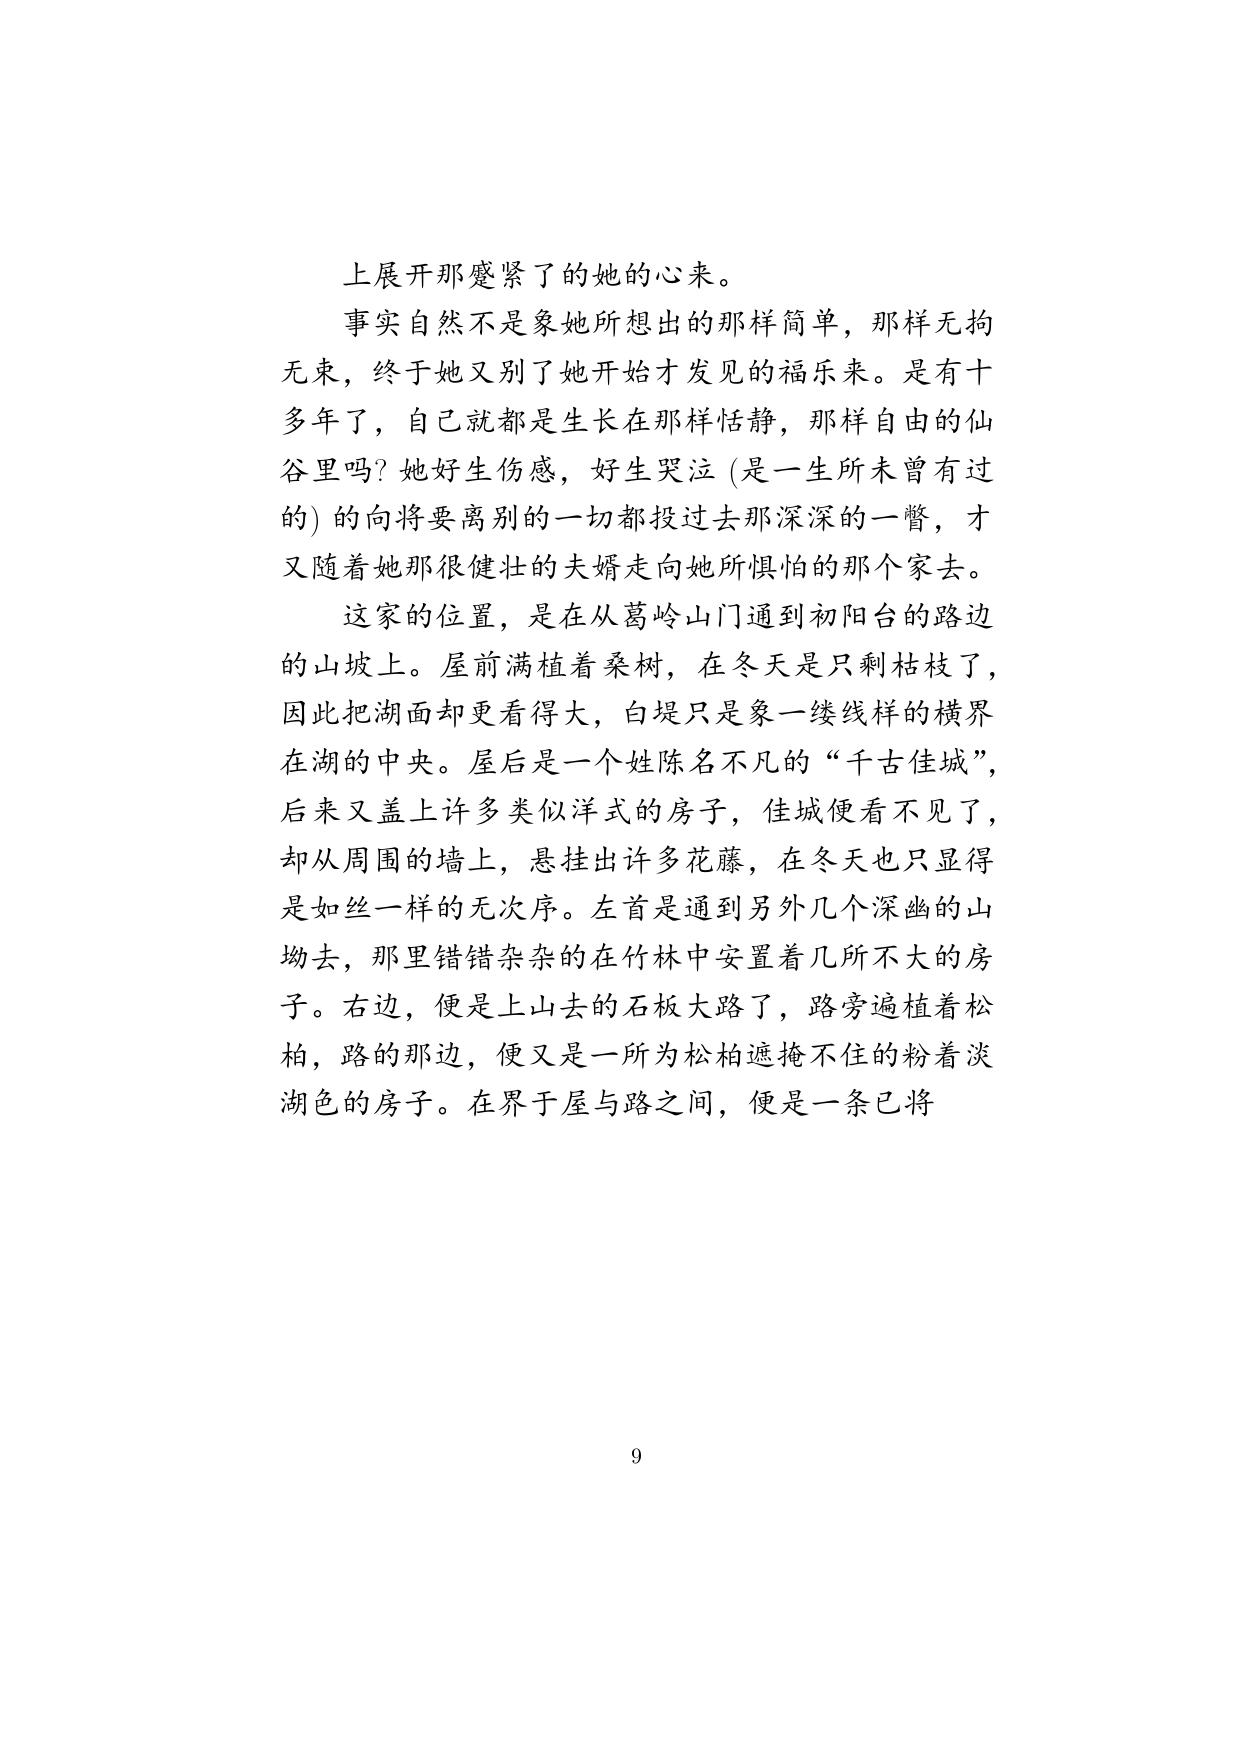 上展开那蹙紧了的她的心来。
事实自然不是象她所想出的那样简单，那样无拘
无束，终于她又别了她开始才发见的福乐来。是有十
多年了，自己就都是生长在那样恬静，那样自由的仙
谷里吗? 她好生伤感，好生哭泣 (是一生所未曾有过
的) 的向将要离别的一切都投过去那深深的一瞥，才
又随着她那很健壮的夫婿走向她所惧怕的那个家去。
这家的位置，是在从葛岭山门通到初阳台的路边
的山坡上。屋前满植着桑树，在冬天是只剩枯枝了，
因此把湖面却更看得大，白堤只是象一缕线样的横界
在湖的中央。屋后是一个姓陈名不凡的“千古佳城”，
后来又盖上许多类似洋式的房子，佳城便看不见了，
却从周围的墙上，悬挂出许多花藤，在冬天也只显得
是如丝一样的无次序。左首是通到另外几个深幽的山
坳去，那里错错杂杂的在竹林中安置着几所不大的房
子。右边，便是上山去的石板大路了，路旁遍植着松
柏，路的那边，便又是一所为松柏遮掩不住的粉着淡
湖色的房子。在界于屋与路之间，便是一条已将
9